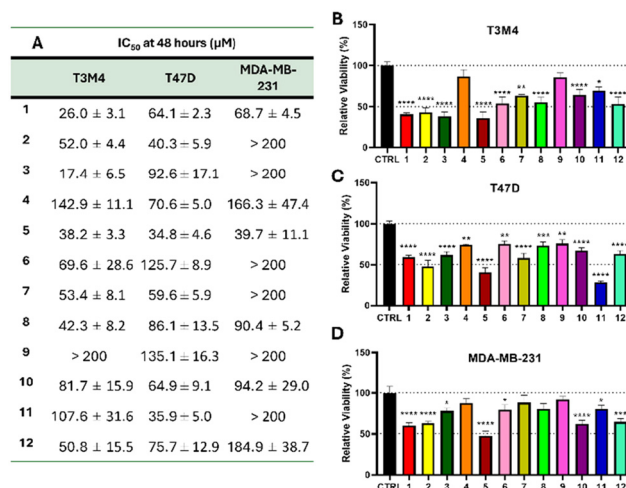 A
IC50 at 48 hours (µM)
T3M4 T47D MDA-MB-
231
1 26.0 ± 3.1 64.1 ± 2.3 68.7 ± 4.5
2 52.0 ± 4.4 40.3 ± 5.9 > 200
3 17.4 ± 6.5 92.6 ± 17.1 > 200
4 142.9 ± 11.1 70.6 ± 5.0 166.3 ± 47.4
5 38.2 ± 3.3 34.8 ± 4.6 39.7 ± 11.1
6 69.6 ± 28.6 125.7 ± 8.9 > 200
7 53.4 ± 8.1 59.6 ± 5.9 > 200
8 42.3 ± 8.2 86.1 ± 13.5 90.4 ± 5.2
9 > 200 135.1 ± 16.3 > 200
10 81.7 ± 15.9 64.9 ± 9.1 94.2 ± 29.0
11 107.6 ± 31.6 35.9 ± 5.0 > 200
12 50.8 ± 15.5 75.7 ± 12.9 184.9 ± 38.7
B
T3M4
Relative Viability (%)
150
100
50
0
**** **** **** **** **** ** **** **** * ****
CTRL 1 2 3 4 5 6 7 8 9 10 11 12
C
T47D
Relative Viability (%)
150
100
50
0
**** **** **** ** **** ** **** *** ** **** **** ****
CTRL 1 2 3 4 5 6 7 8 9 10 11 12
D
MDA-MB-231
Relative Viability (%)
150
100
50
0
**** **** * **** * **** * ***
CTRL 1 2 3 4 5 6 7 8 9 10 11 12